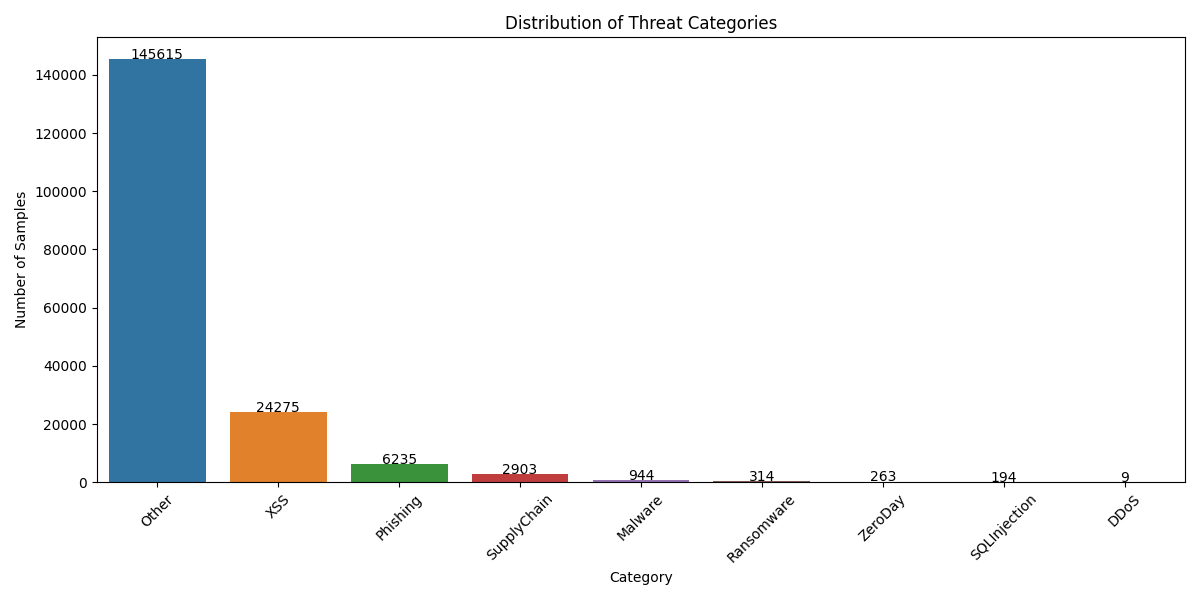 Distribution of Threat Categories
Number of Samples
140000
120000
100000
80000
60000
40000
20000
0
145615
24275
6235
2903
944
314
263
194
9
Other
XSS
Phishing
SupplyChain
Malware
Ransomware
ZeroDay
SQLInjection
DDoS
Category